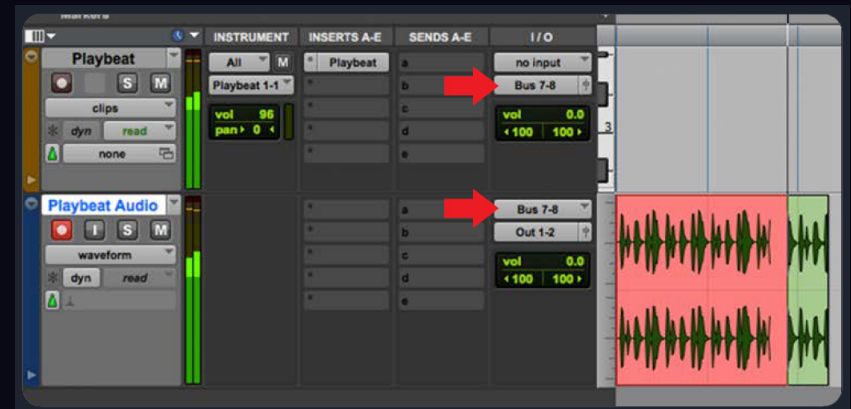 Markers
INSTRUMENT INSERTS A-E SENDS A-E I / O
Playbeat All M Playbeat a no input
S M Playbeat 1-1 b Bus 7-8
clips vol 96 c vol 0.0
dyn read pan 0 d 100 100 3
none e
Playbeat Audio a Bus 7-8
I S M b Out 1-2
waveform c vol 0.0
dyn read d 100 100
e